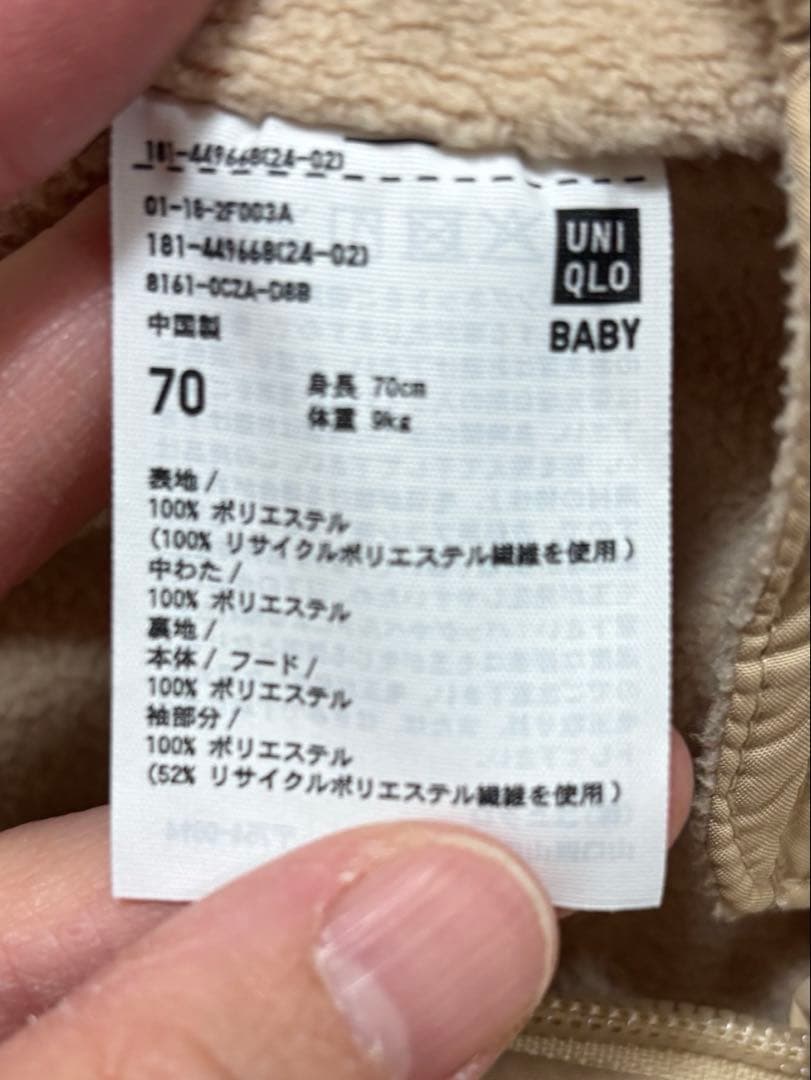 181-449668(24-02)
01-18-2F003A
181-449668(24-02)
8161-0CZA-D8B
中国製
UNI
QLO
BABY
70
身長 70cm
体重 9kg
表地 /
100% ポリエステル
(100% リサイクルポリエステル繊維を使用 )
中わた /
100% ポリエステル
裏地 /
本体 / フード /
100% ポリエステル
袖部分 /
100% ポリエステル
(52% リサイクルポリエステル繊維を使用 )